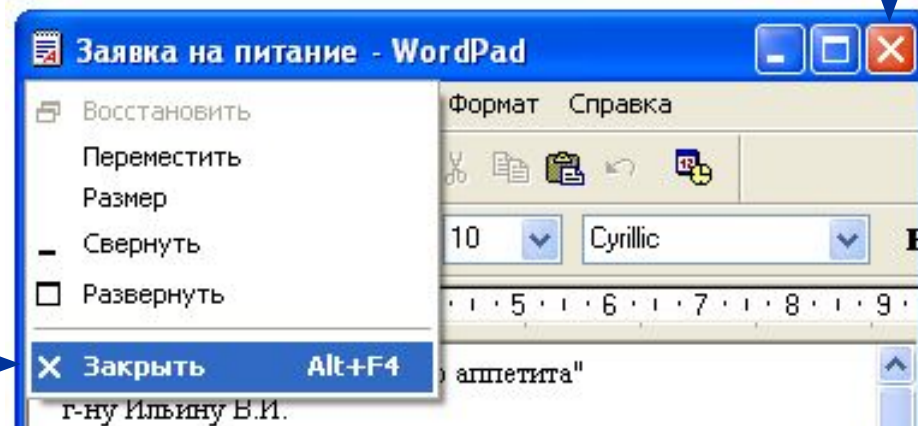 Заявка на питание - WordPad
Восстановить
Переместить
Размер
Свернуть
Развернуть
Закрыть Alt+F4
Формат Справка
10 Cyrillic
5 6 7 8 9
аппетита"
г-ну Ильину В.И.